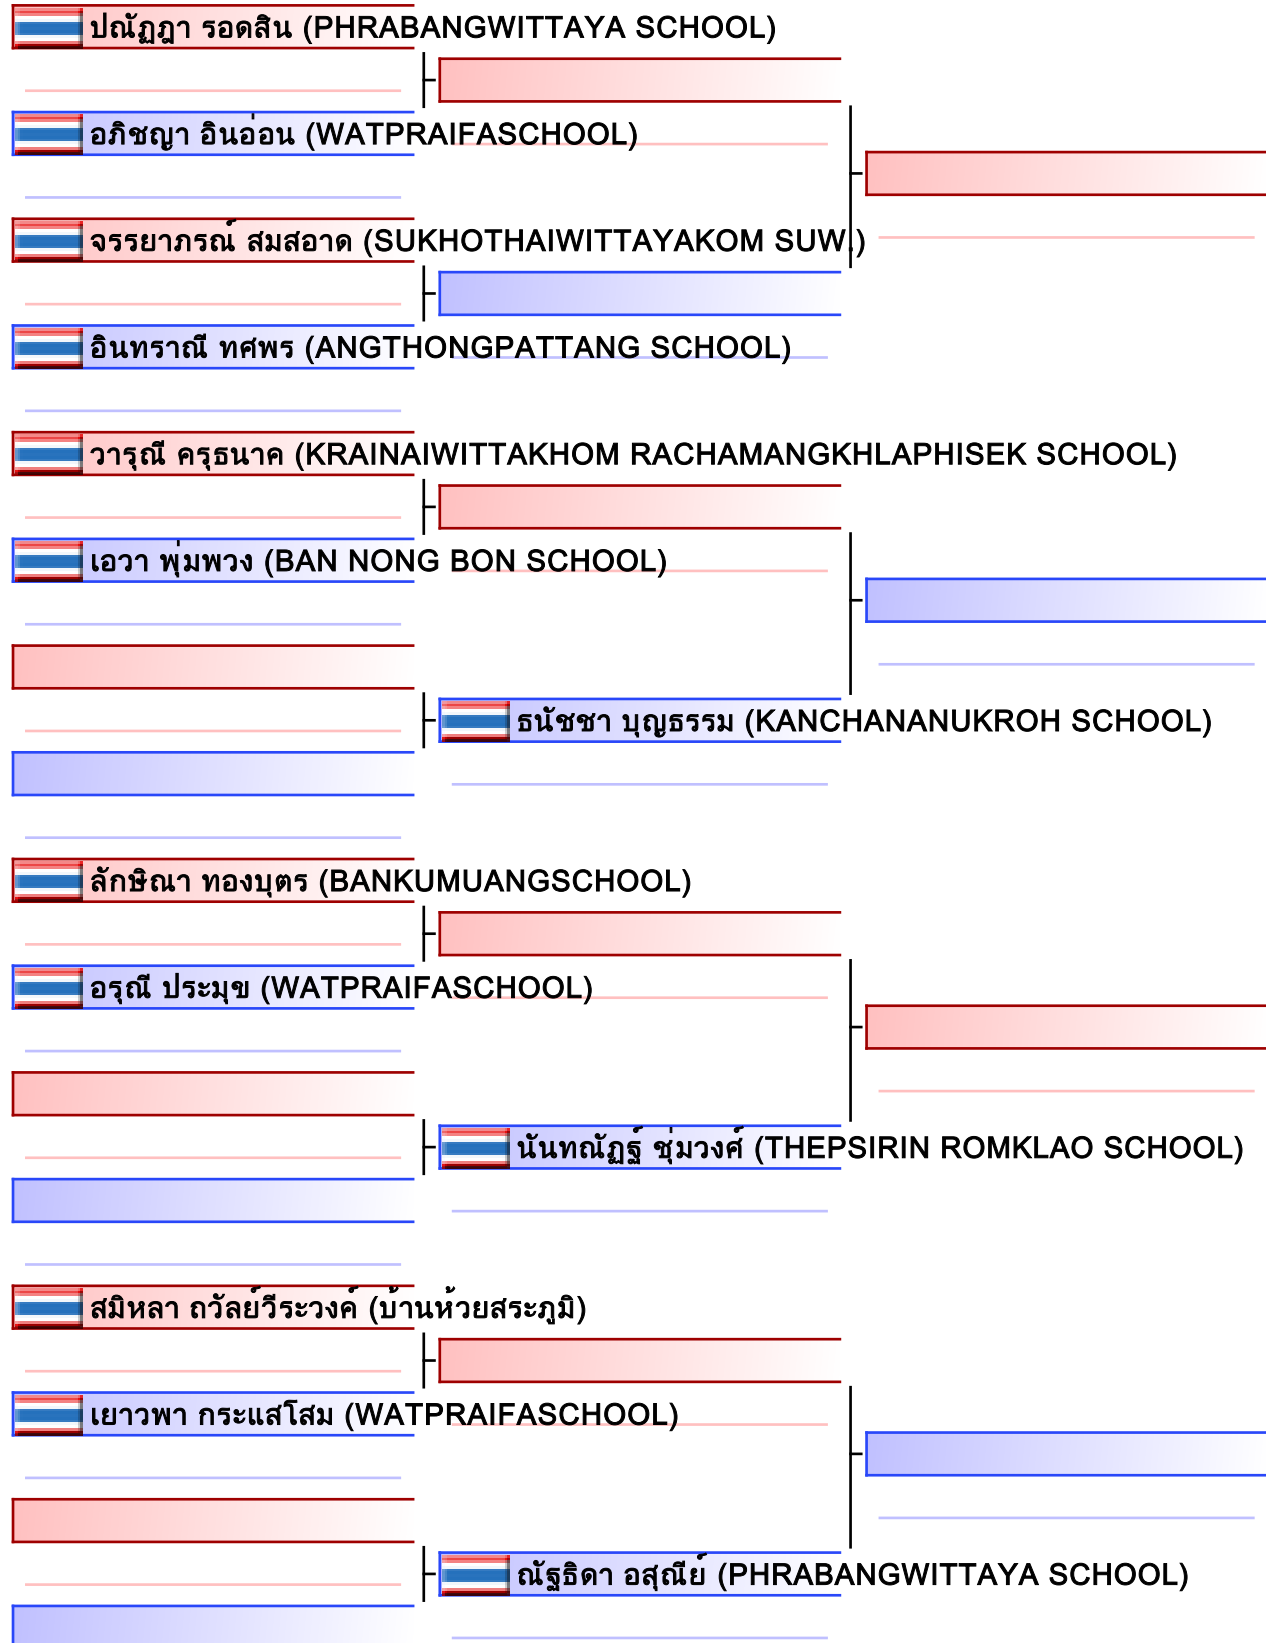 ปณัฏฎา รอดสิน (PHRABANGWITTAYA SCHOOL)
อภิชญา อินอ่อน (WATPRAIFASCHOOL)
จรรยาภรณ์ สมสอาด (SUKHOTHAIWITTAYAKOM SUW.)
อินทราณี ทศพร (ANGTHONGPATTANG SCHOOL)
วารุณี ครุธนาค (KRAINAIWITTAKHOM RACHAMANGKHLAPHISEK SCHOOL)
เอวา พุ่มพวง (BAN NONG BON SCHOOL)
ธนัชชา บุญธรรม (KANCHANANUKROH SCHOOL)
ลักษิณา ทองบุตร (BANKUMUANGSCHOOL)
อรุณี ประมุข (WATPRAIFASCHOOL)
นันทณัฏฐ์ ชุ่มวงศ์ (THEPSIRIN ROMKLAO SCHOOL)
สมิหลา ถวัลย์วีระวงค์ (บ้านห้วยสระภูมิ)
เยาวพา กระแสโสม (WATPRAIFASCHOOL)
ณัฐธิดา อสุณีย์ (PHRABANGWITTAYA SCHOOL)